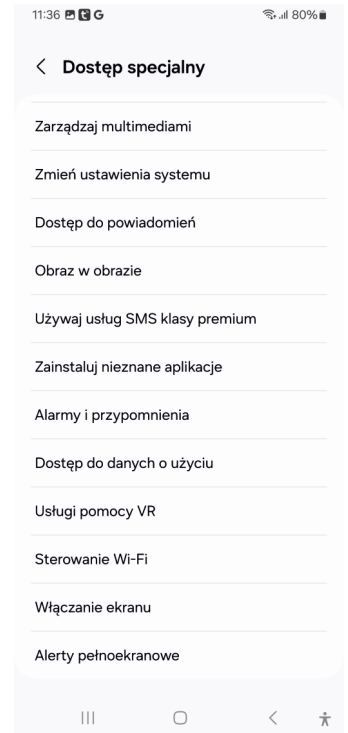 11:36 G 80%
Dostęp specjalny
Zarządzaj multimediami
Zmień ustawienia systemu
Dostęp do powiadomień
Obraz w obrazie
Używaj usług SMS klasy premium
Zainstaluj nieznane aplikacje
Alarmy i przypomnienia
Dostęp do danych o użyciu
Usługi pomocy VR
Sterowanie Wi-Fi
Włączanie ekranu
Alerty pełnoekranowe